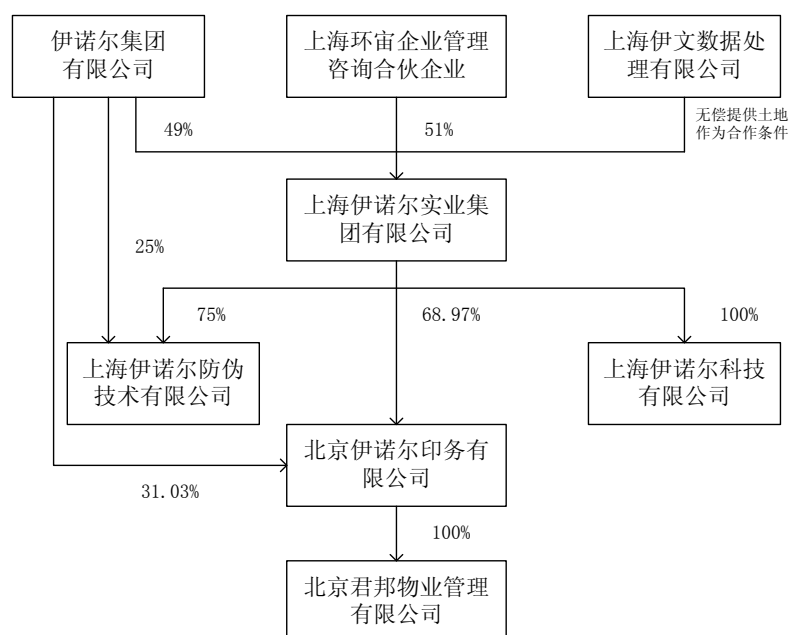 伊诺尔集团
有限公司
上海环宙企业管理
咨询合伙企业
上海伊文数据处
理有限公司
49%
51%
无偿提供土地
作为合作条件
上海伊诺尔实业集
团有限公司
25%
75%
68.97%
100%
上海伊诺尔防伪
技术有限公司
上海伊诺尔科技
有限公司
北京伊诺尔印务有
限公司
31.03%
100%
北京君邦物业管理
有限公司